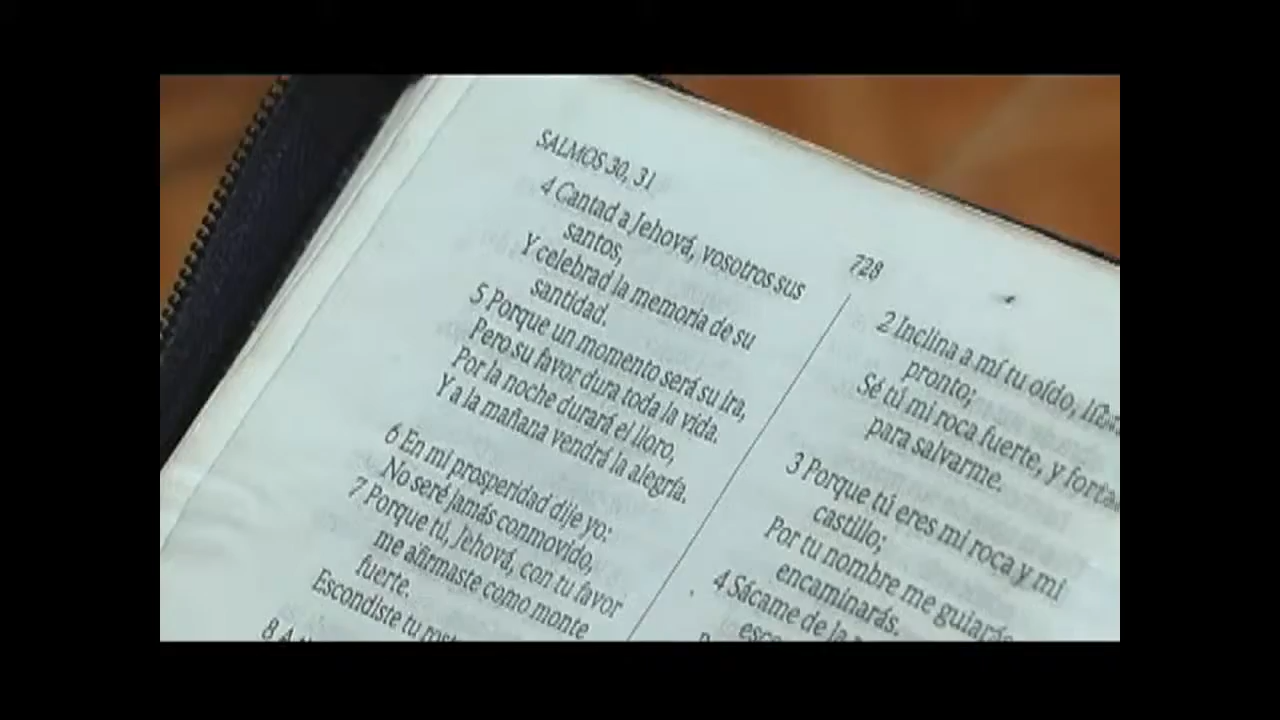 SALMOS 30, 31
728
4 Cantad a Jehová, vosotros sus
santos,
Y celebrad la memoria de su
santidad.
5 Porque un momento será su ira,
Pero su favor dura toda la vida.
Por la noche durará el lloro,
Y a la mañana vendrá la alegría.
6 En mi prosperidad dije yo:
No seré jamás conmovido,
7 Porque tú, Jehová, con tu favor
me afirmaste como monte
fuerte.
Escondiste tu
8
2 Inclina a mí tu oído,
pronto;
Sé tú mi roca fuerte, y
para salvarme.
3 Porque tú eres mi roca y mi
castillo;
Por tu nombre me guiarás
encaminarás.
4 Sácame de la